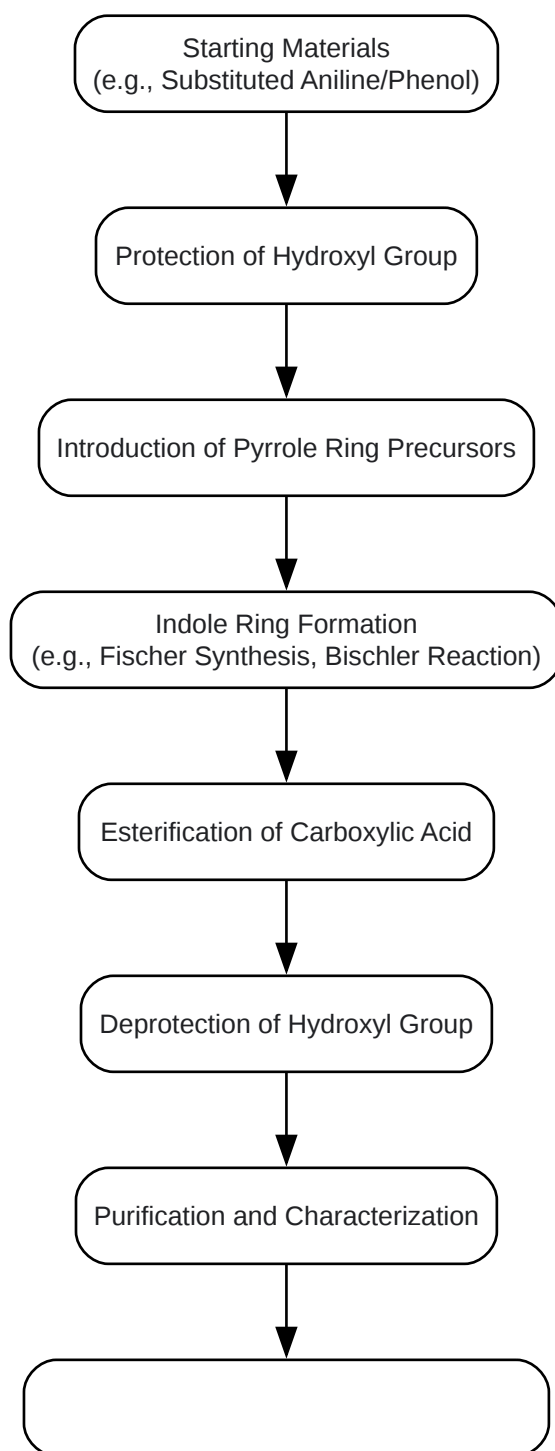 Starting Materials
(e.g., Substituted Aniline/Phenol)
Protection of Hydroxyl Group
Introduction of Pyrrole Ring Precursors
Indole Ring Formation
(e.g., Fischer Synthesis, Bischler Reaction)
Esterification of Carboxylic Acid
Deprotection of Hydroxyl Group
Purification and Characterization